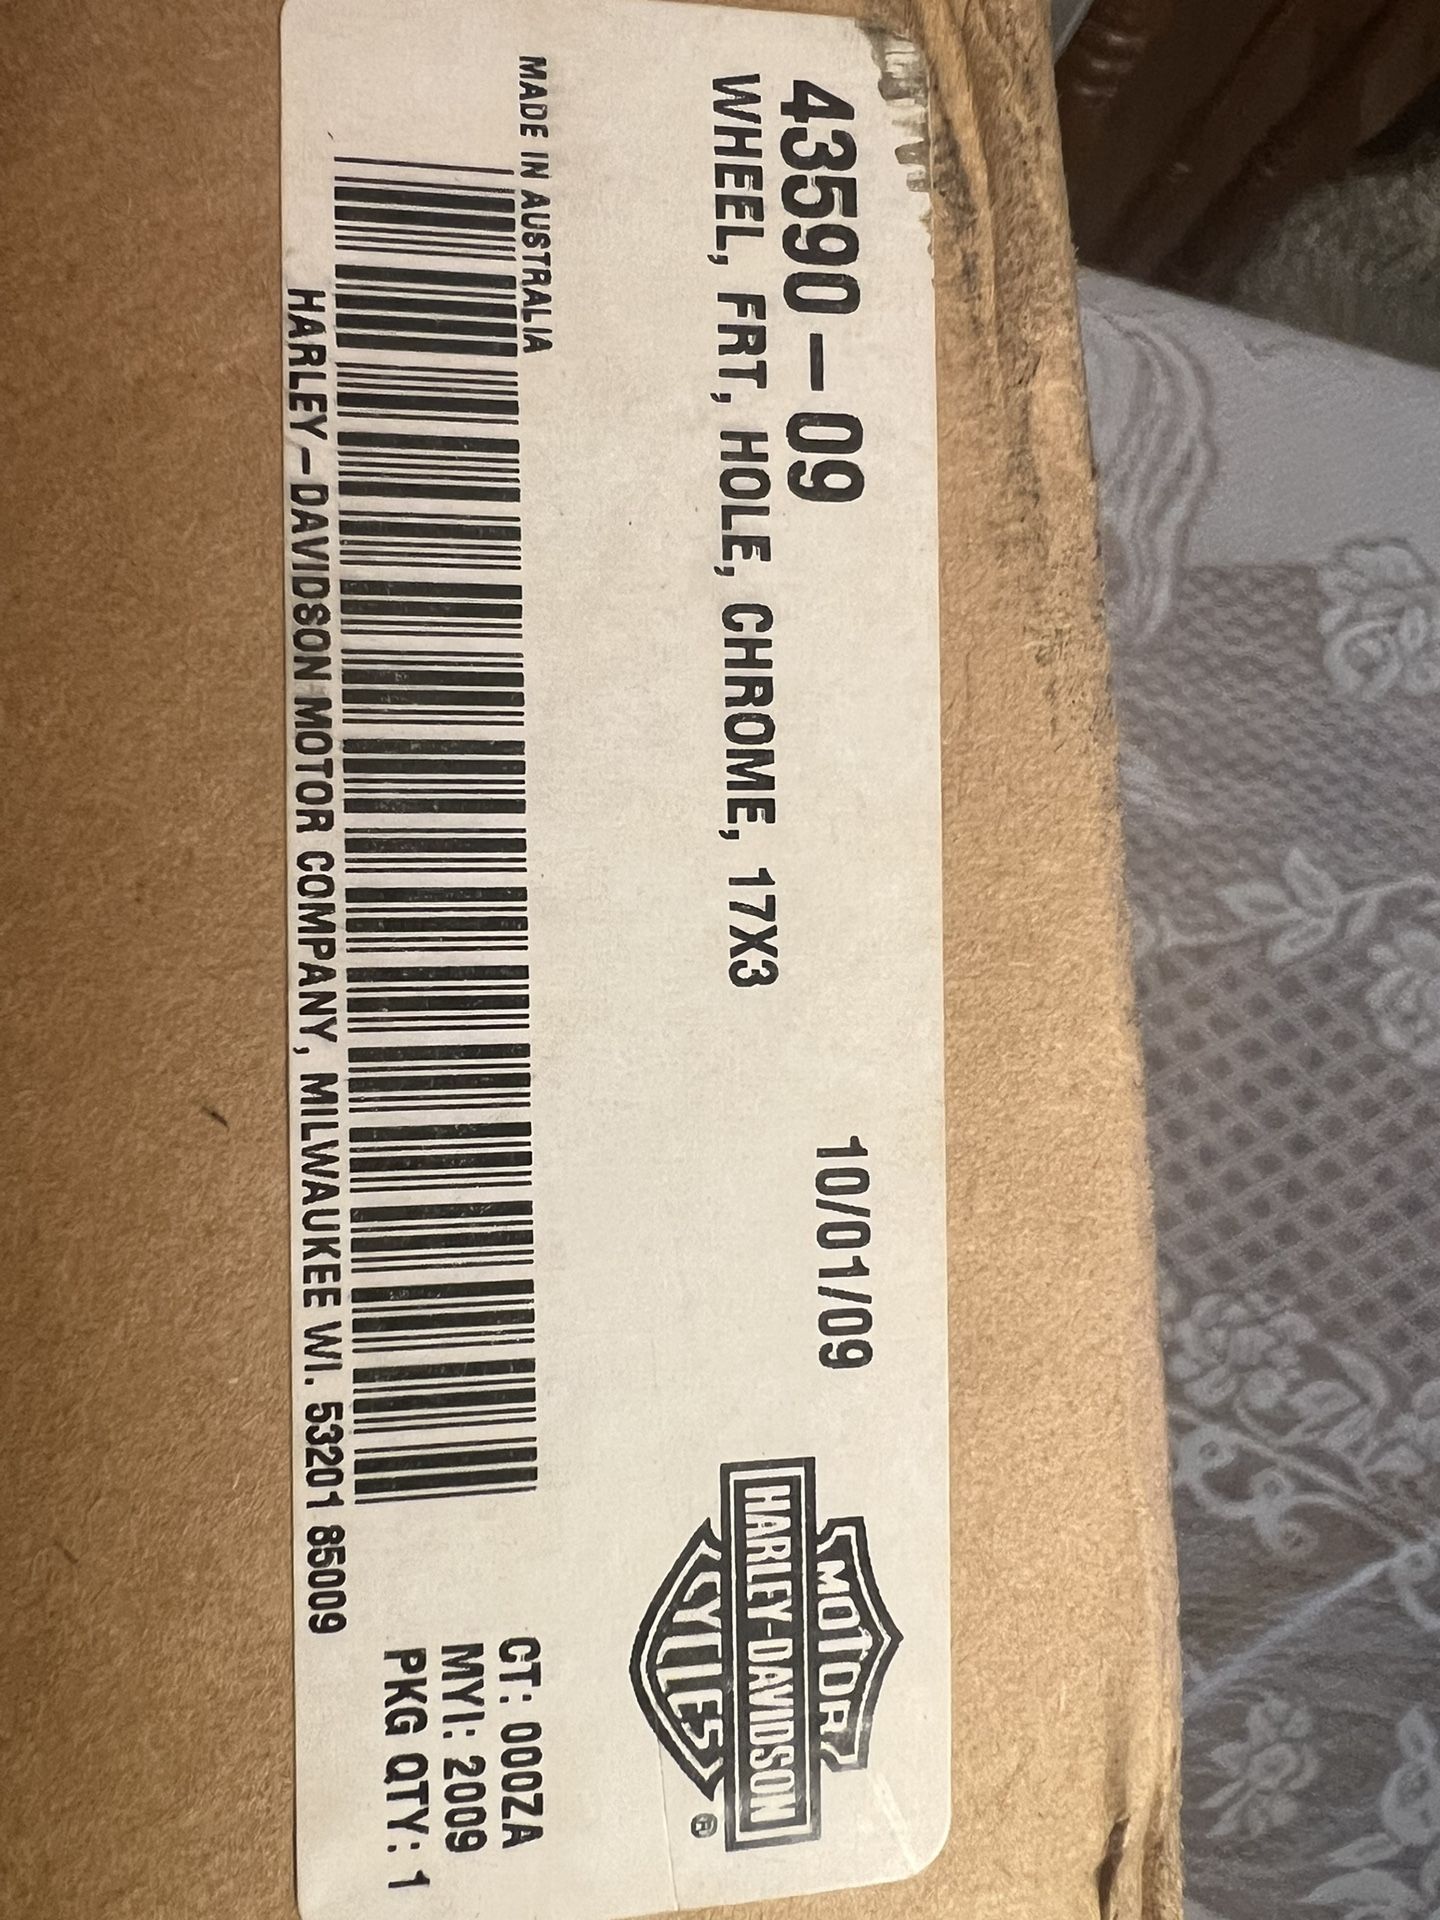 43590-09
WHEEL, FRT, HOLE, CHROME, 17X3
10/01/09
MOTOR
HARLEY-DAVIDSON
CYCLES
®
MADE IN AUSTRALIA
HARLEY-DAVIDSON MOTOR COMPANY, MILWAUKEE WI. 53201 85009
CT: 000ZA
MYI: 2009
PKG QTY: 1